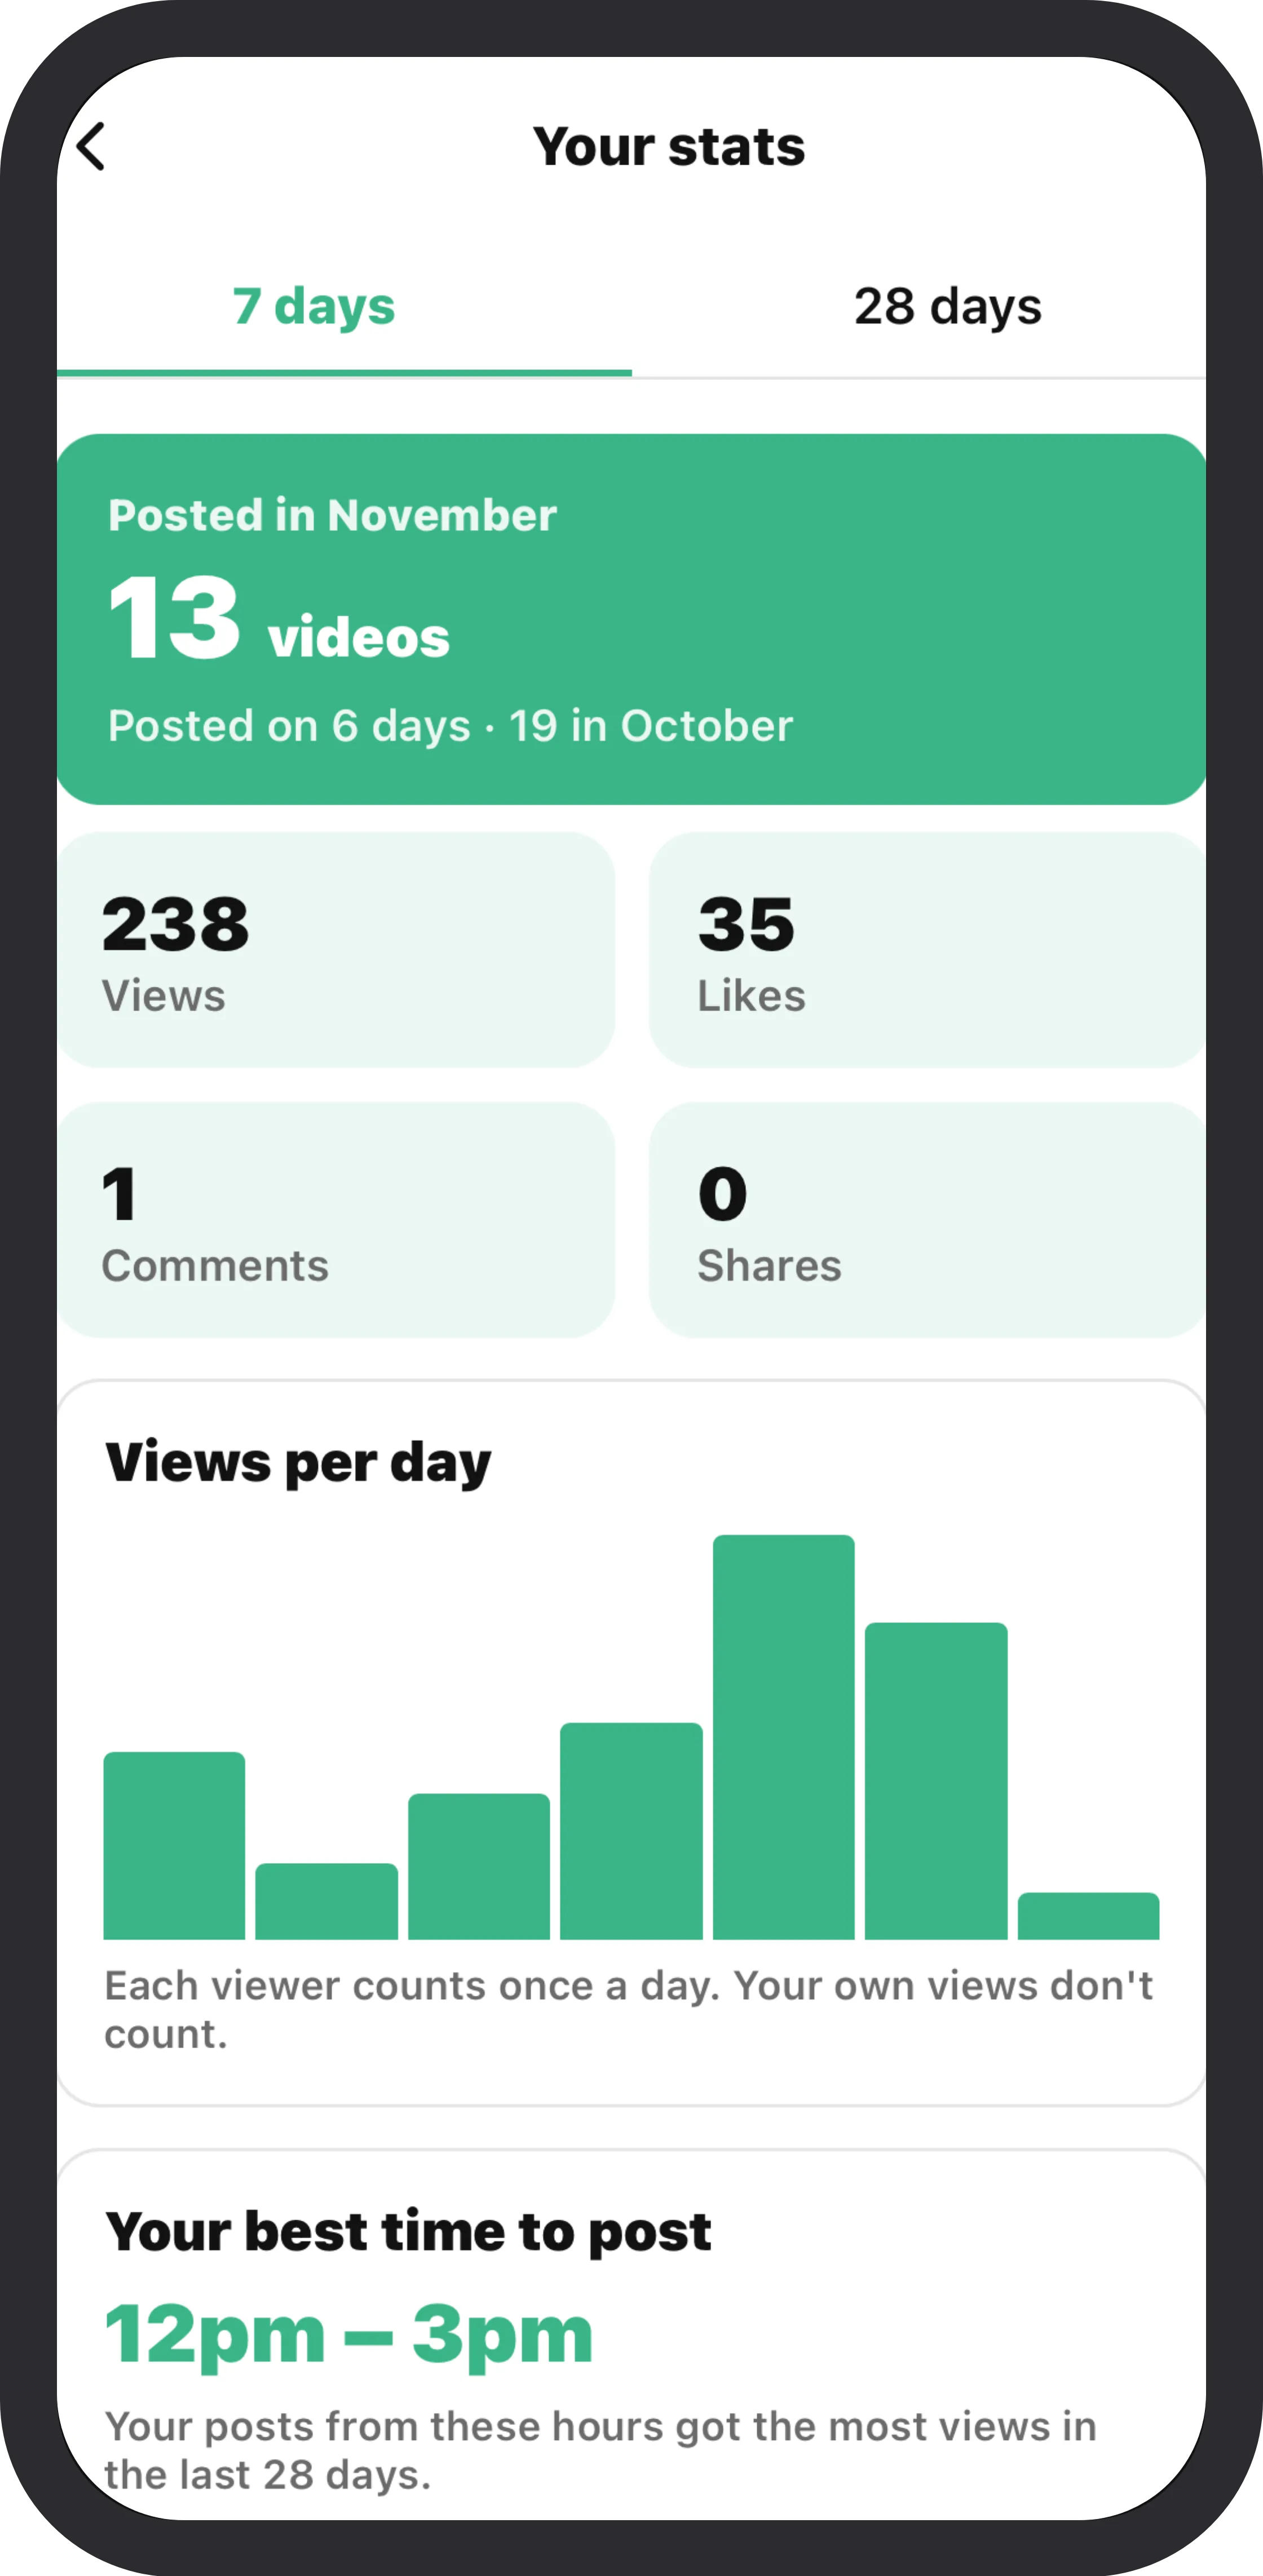 Your stats
7 days
28 days
Posted in November
13 videos
Posted on 6 days · 19 in October
238
Views
35
Likes
1
Comments
0
Shares
Views per day
Each viewer counts once a day. Your own views don't
count.
Your best time to post
12pm – 3pm
Your posts from these hours got the most views in
the last 28 days.